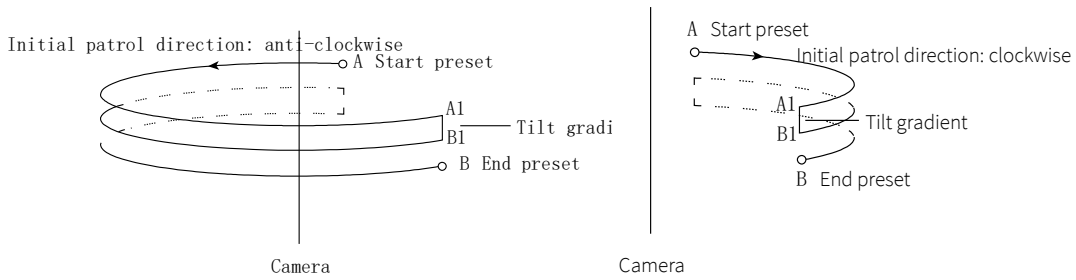 Initial patrol direction: anti-clockwise
A Start preset
A1
B1
Tilt gradi
B End preset
Camera
A Start preset
Initial patrol direction: clockwise
A1
B1
Tilt gradient
B End preset
Camera